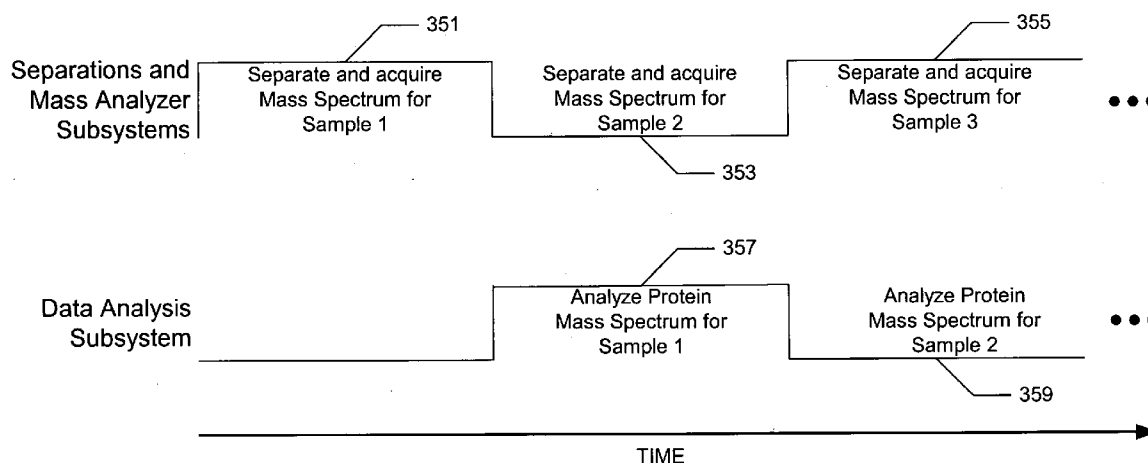 351
355
Separations and
Mass Analyzer
Subsystems
Separate and acquire
Mass Spectrum for
Sample 1
Separate and acquire
Mass Spectrum for
Sample 2
Separate and acquire
Mass Spectrum for
Sample 3
353
357
Data Analysis
Subsystem
Analyze Protein
Mass Spectrum for
Sample 1
Analyze Protein
Mass Spectrum for
Sample 2
359
TIME